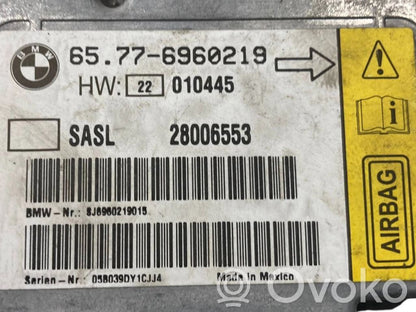 BMW
65.77-6960219
HW: 22 010445
SASL 28006553
BMW-Nr.: 8J6960219015
Serien-Nr: 058039DY1CJJ4 Made in Mexico
AIRBAG
Ovoko